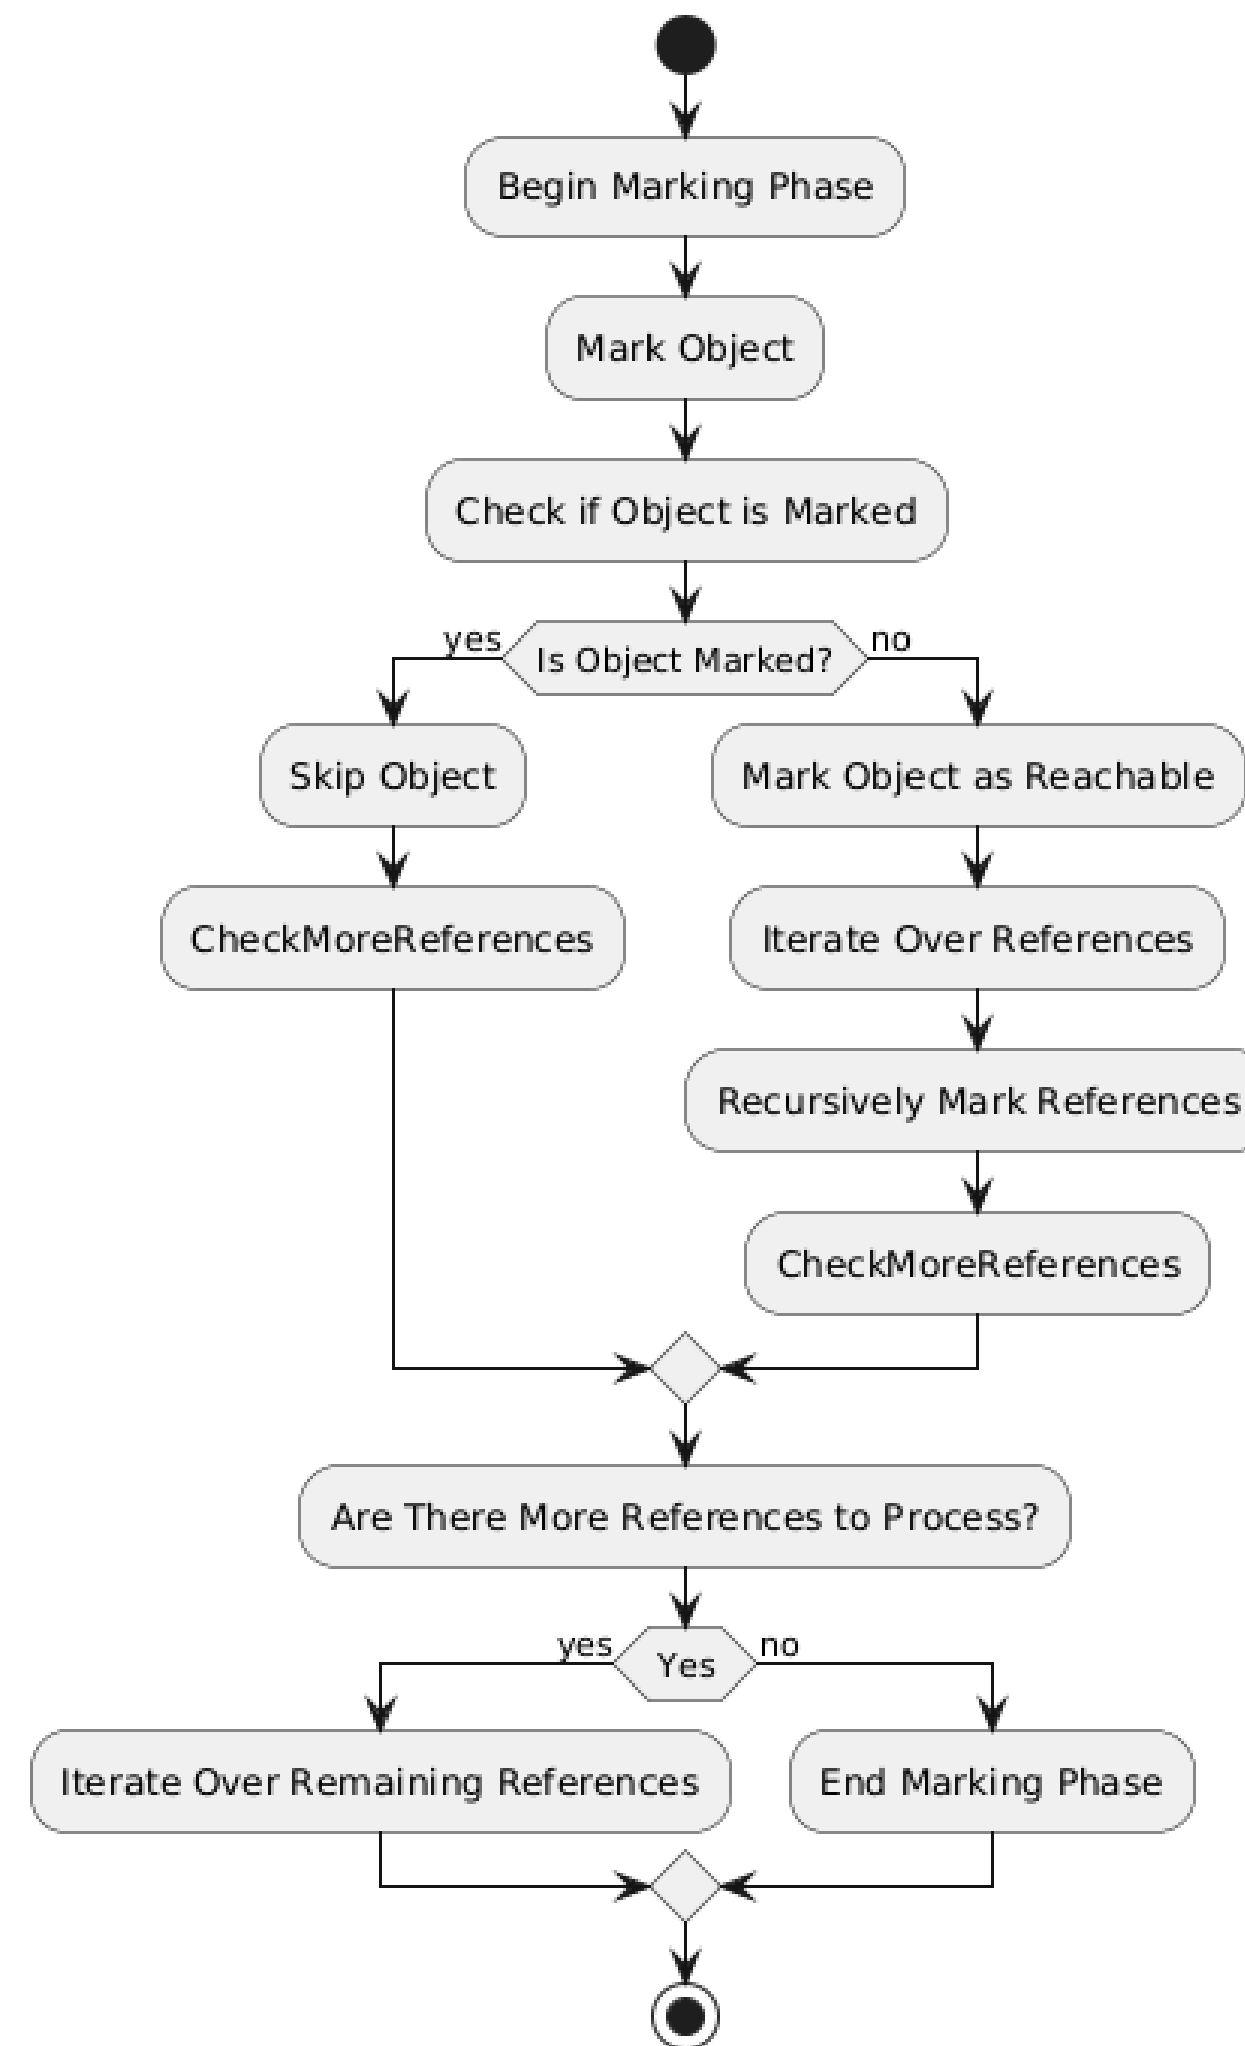 Begin Marking Phase
Mark Object
Check if Object is Marked
yes
Is Object Marked?
no
Skip Object
Mark Object as Reachable
CheckMoreReferences
Iterate Over References
Recursively Mark References
CheckMoreReferences
Are There More References to Process?
yes
Yes
no
Iterate Over Remaining References
End Marking Phase